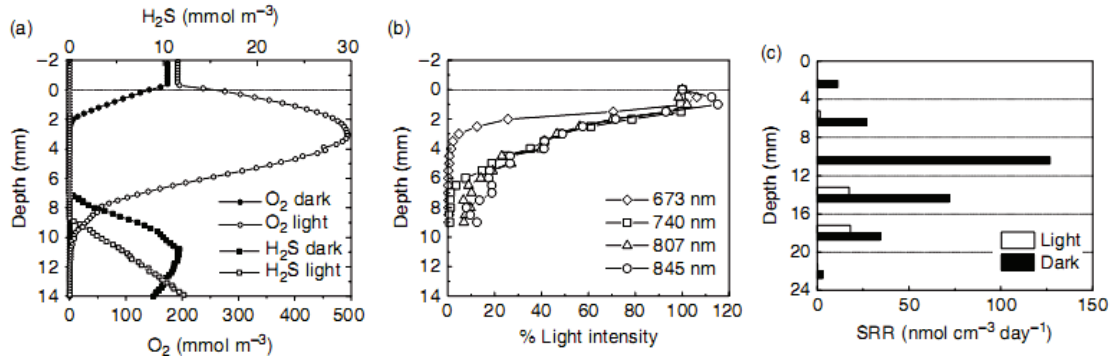 (a)
H₂S (mmol m⁻³)
0 10 20 30
−2
0
2
4
6
8
10
12
14
Depth (mm)
O₂ dark
O₂ light
H₂S dark
H₂S light
0 100 200 300 400 500
O₂ (mmol m⁻³)
(b)
−2
0
2
4
6
8
10
12
14
Depth (mm)
673 nm
740 nm
807 nm
845 nm
0 20 40 60 80 100 120
% Light intensity
(c)
0
4
8
12
16
20
24
Depth (mm)
Light
Dark
0 50 100 150
SRR (nmol cm⁻³ day⁻¹)